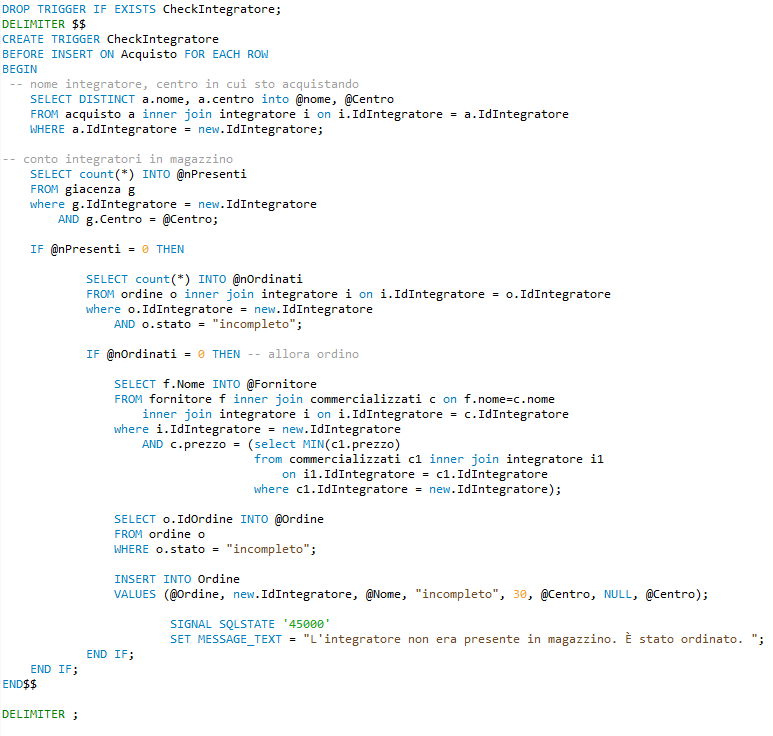 DROP TRIGGER IF EXISTS CheckIntegratore;
DELIMITER $$
CREATE TRIGGER CheckIntegratore
BEFORE INSERT ON Acquisto FOR EACH ROW
BEGIN
-- nome integratore, centro in cui sto acquistando
SELECT DISTINCT a.nome, a.centro into @nome, @Centro
FROM acquisto a inner join integratore i on i.IdIntegratore = a.IdIntegratore
WHERE a.IdIntegratore = new.IdIntegratore;
-- conto integratori in magazzino
SELECT count(*) INTO @nPresenti
FROM giacenza g
where g.IdIntegratore = new.IdIntegratore
AND g.Centro = @Centro;
IF @nPresenti = 0 THEN
SELECT count(*) INTO @nOrdinati
FROM ordine o inner join integratore i on i.IdIntegratore = o.IdIntegratore
where o.IdIntegratore = new.IdIntegratore
AND o.stato = "incompleto";
IF @nOrdinati = 0 THEN -- allora ordino
SELECT f.Nome INTO @Fornitore
FROM fornitore f inner join commercializzati c on f.nome=c.nome
inner join integratore i on i.IdIntegratore = c.IdIntegratore
where i.IdIntegratore = new.IdIntegratore
AND c.prezzo = (select MIN(c1.prezzo)
from commercializzati c1 inner join integratore i1
on i1.IdIntegratore = c1.IdIntegratore
where c1.IdIntegratore = new.IdIntegratore);
SELECT o.IdOrdine INTO @Ordine
FROM ordine o
WHERE o.stato = "incompleto";
INSERT INTO Ordine
VALUES (@Ordine, new.IdIntegratore, @Nome, "incompleto", 30, @Centro, NULL, @Centro);
SIGNAL SQLSTATE '45000'
SET MESSAGE_TEXT = "L'integratore non era presente in magazzino. È stato ordinato. ";
END IF;
END IF;
END$$
DELIMITER ;